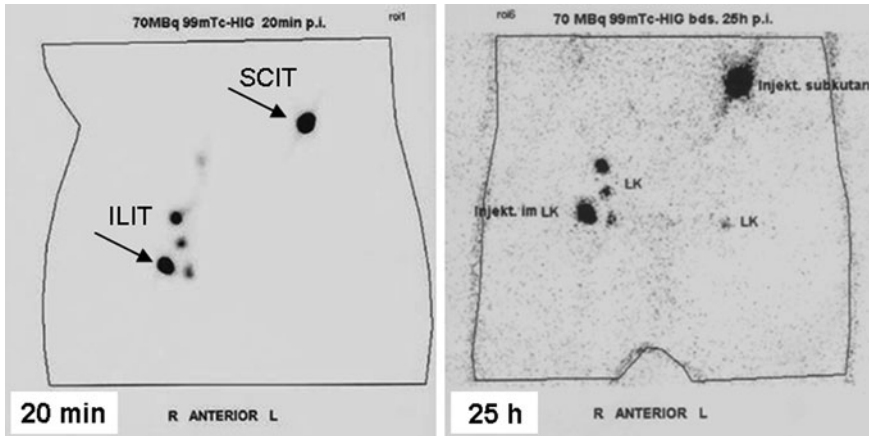 70MBq 99mTc-HIG 20min p.i.
roi1
SCIT
ILIT
20 min
R ANTERIOR L
roi6
70 MBq 99mTc-HIG bds. 25h p.i.
Injekt. subkutan
LK
Injekt. im LK
LK
25 h
R ANTERIOR L